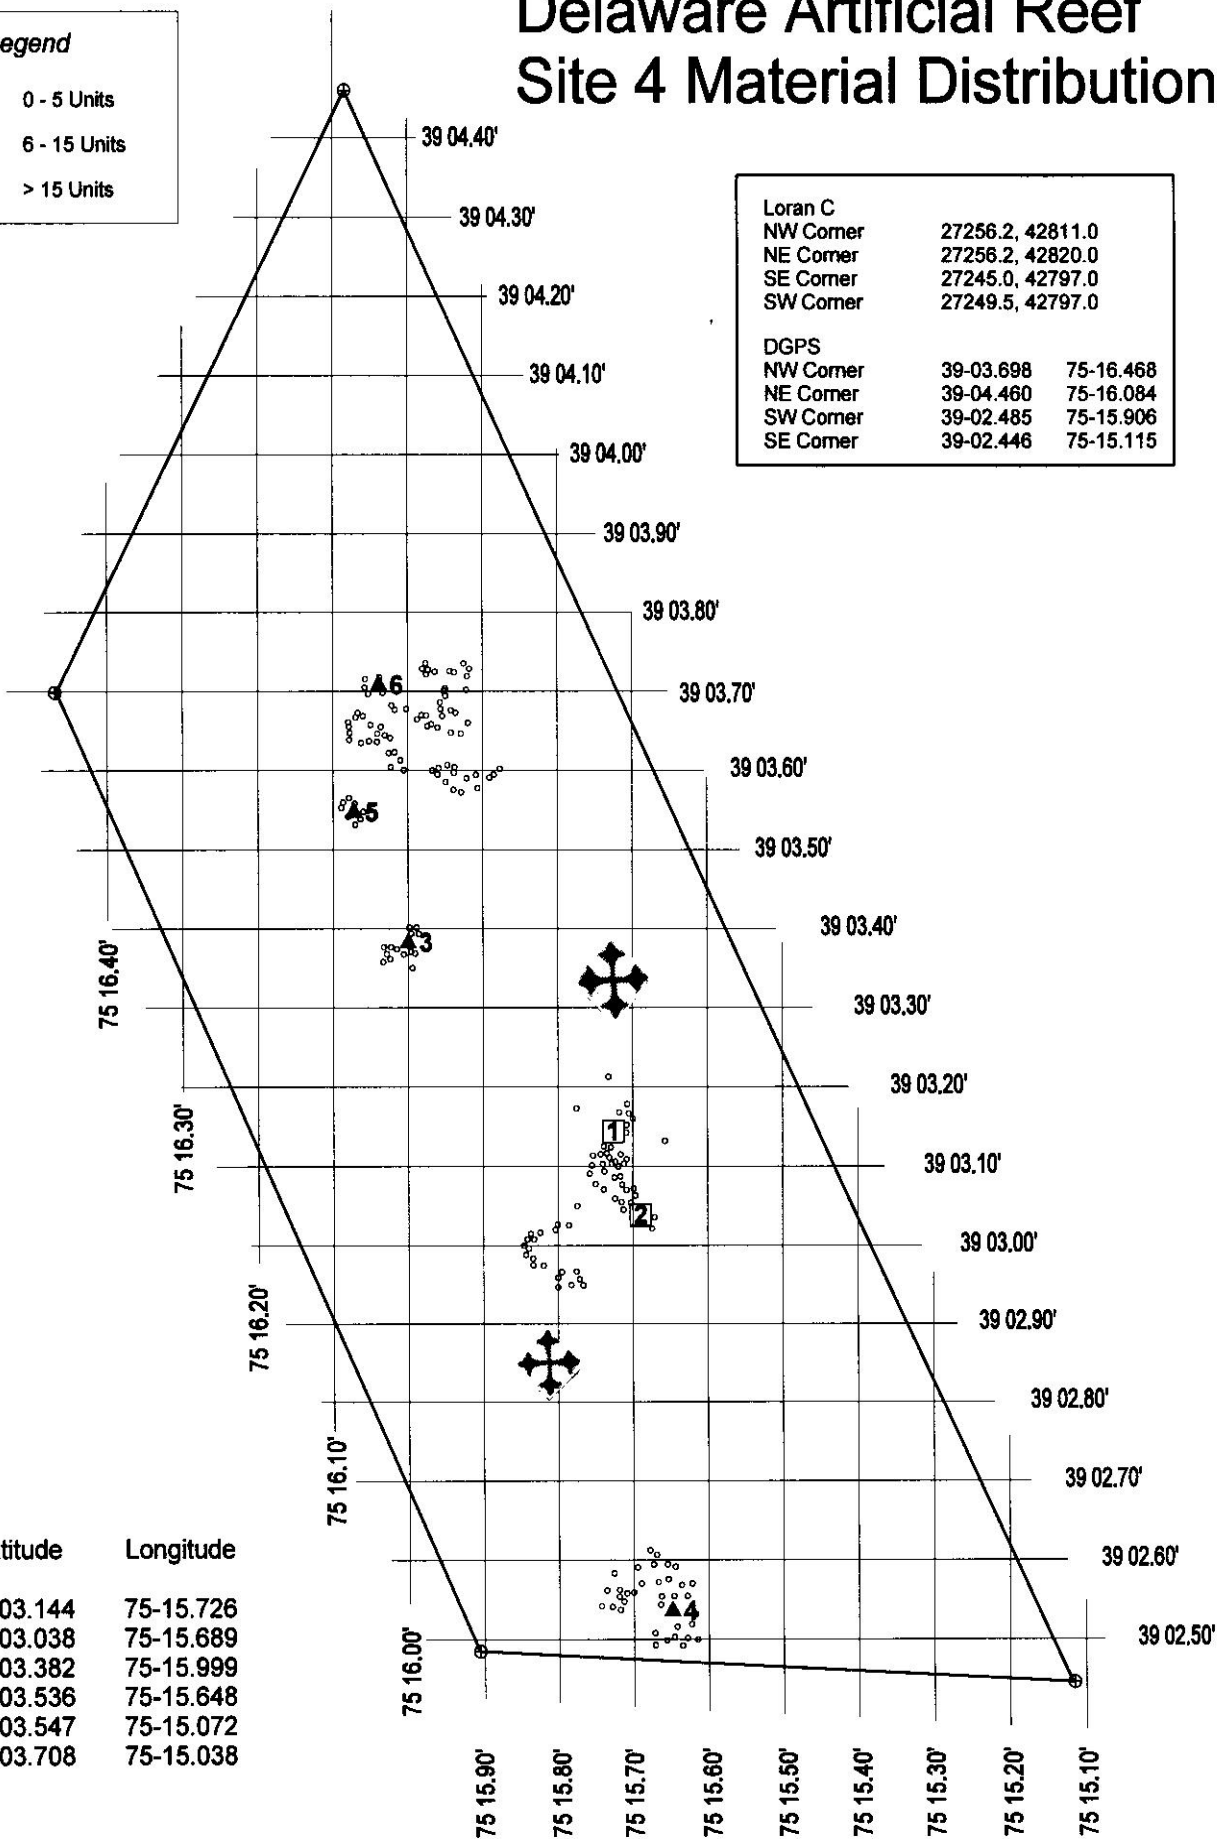 Delaware Artificial Reef
Site 4 Material Distribution
egend
0 - 5 Units
6 - 15 Units
> 15 Units
Loran C
NW Corner 27256.2, 42811.0
NE Corner 27256.2, 42820.0
SE Corner 27245.0, 42797.0
SW Corner 27249.5, 42797.0
DGPS
NW Corner 39-03.698 75-16.468
NE Corner 39-04.460 75-16.084
SW Corner 39-02.485 75-15.906
SE Corner 39-02.446 75-15.115
39 04.40'
39 04.30'
39 04.20'
39 04.10'
39 04.00'
39 03.90'
39 03.80'
6
39 03.70'
39 03.60'
5
39 03.50'
39 03.40'
3
75 16.40'
39 03.30'
39 03.20'
1
75 16.30'
39 03.10'
2
39 03.00'
75 16.20'
39 02.90'
39 02.80'
75 16.10'
39 02.70'
39 02.60'
4
39 02.50'
75 16.00'
titude Longitude
03.144 75-15.726
03.038 75-15.689
03.382 75-15.999
03.536 75-15.648
03.547 75-15.072
03.708 75-15.038
75 15.90'
75 15.80'
75 15.70'
75 15.60'
75 15.50'
75 15.40'
75 15.30'
75 15.20'
75 15.10'